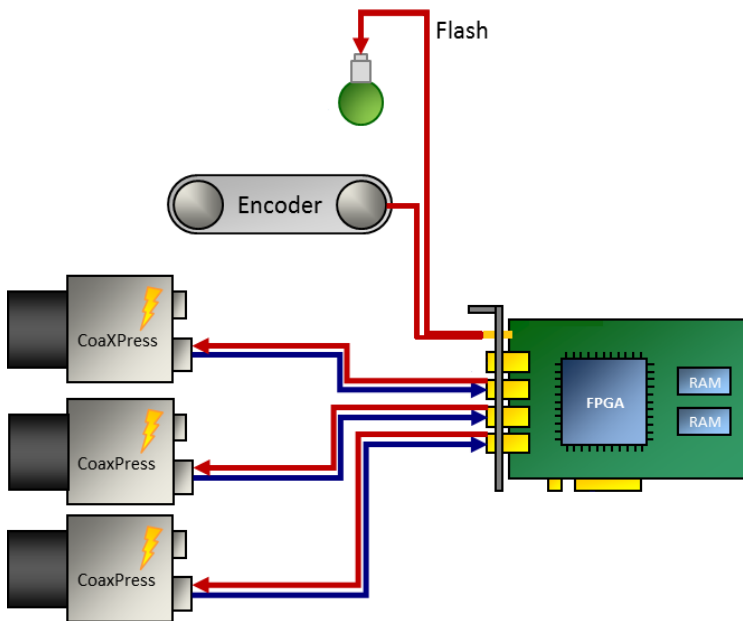 Flash
Encoder
CoaXPress
FPGA
RAM
RAM
CoaxPress
CoaxPress